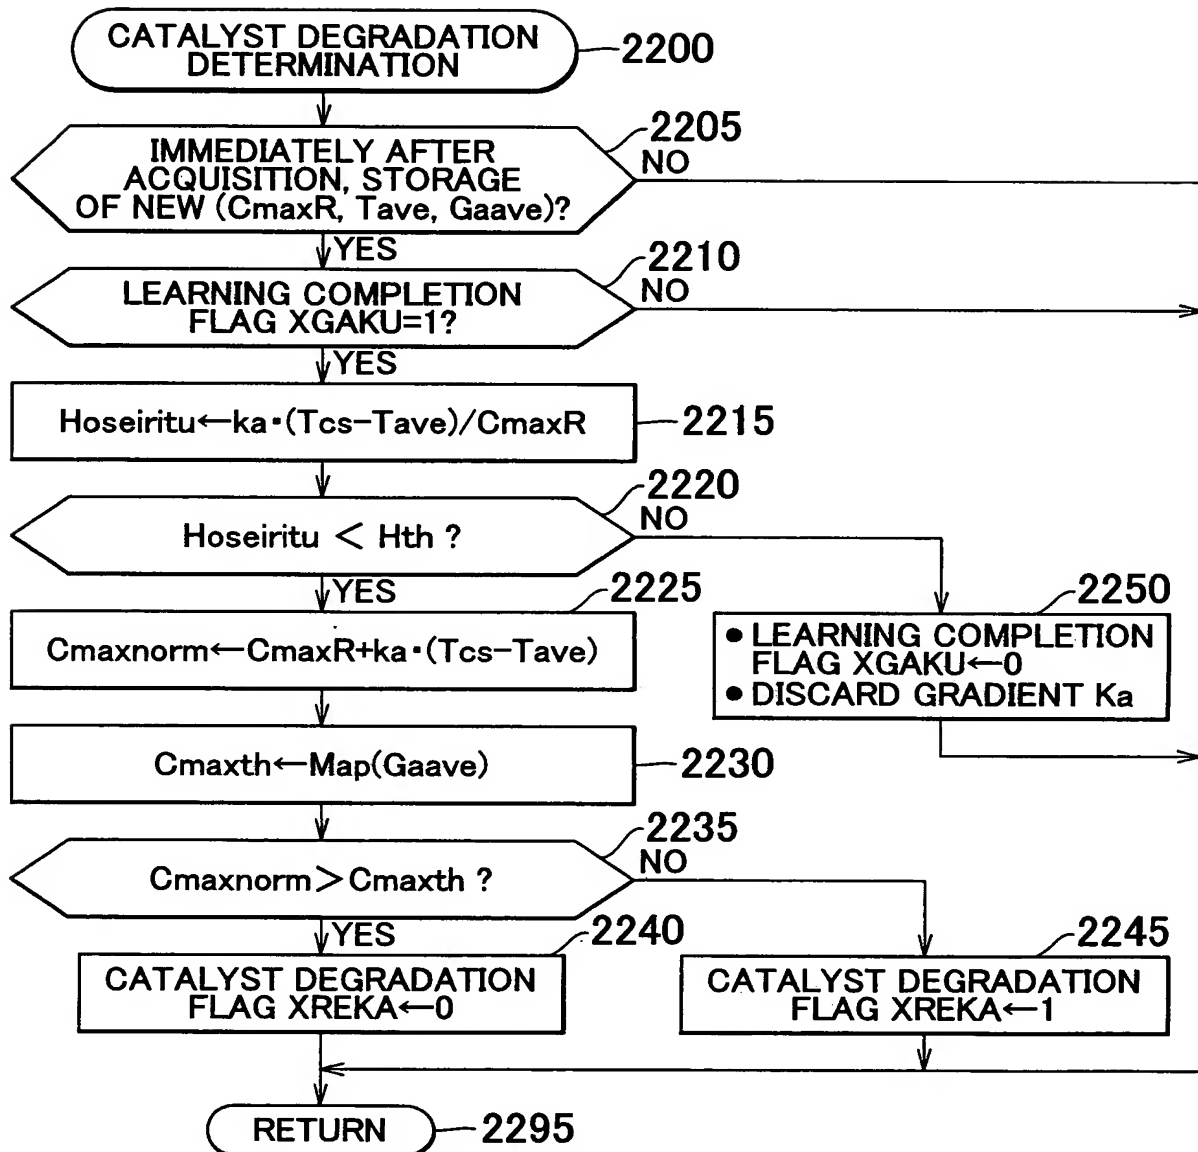 CATALYST DEGRADATION
DETERMINATION
2200
IMMEDIATELY AFTER
ACQUISITION, STORAGE
OF NEW (CmaxR, Tave, Gaave)?
2205
NO
YES
LEARNING COMPLETION
FLAG XGAKU=1?
2210
NO
YES
Hoseiritu←ka·(Tcs-Tave)/CmaxR
2215
Hoseiritu < Hth ?
2220
NO
YES
Cmaxnorm←CmaxR+ka·(Tcs-Tave)
2225
• LEARNING COMPLETION
FLAG XGAKU←0
• DISCARD GRADIENT Ka
2250
Cmaxth←Map(Gaave)
2230
Cmaxnorm>Cmaxth ?
2235
NO
YES
CATALYST DEGRADATION
FLAG XREKA←0
2240
CATALYST DEGRADATION
FLAG XREKA←1
2245
RETURN
2295